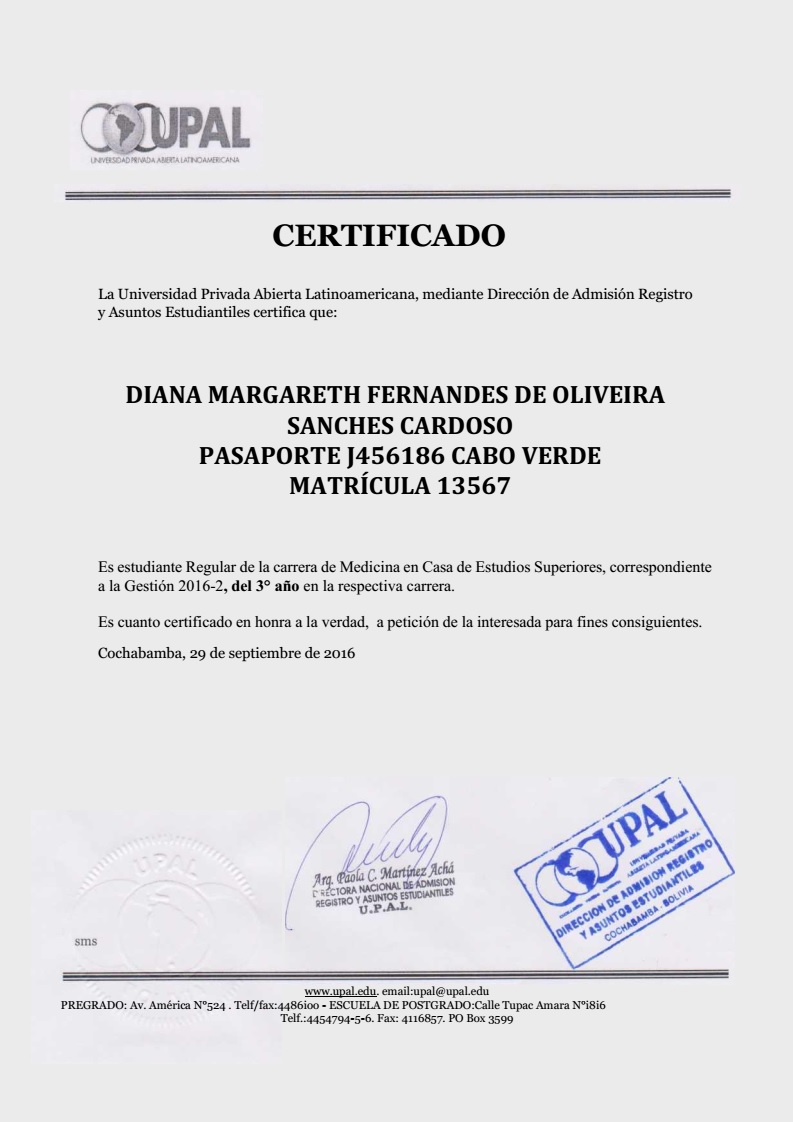 UPAL
UNIVERSIDAD PRIVADA ABIERTA LATINOAMERICANA
CERTIFICADO
La Universidad Privada Abierta Latinoamericana, mediante Dirección de Admisión Registro
y Asuntos Estudiantiles certifica que:
DIANA MARGARETH FERNANDES DE OLIVEIRA
SANCHES CARDOSO
PASAPORTE J456186 CABO VERDE
MATRÍCULA 13567
Es estudiante Regular de la carrera de Medicina en Casa de Estudios Superiores, correspondiente
a la Gestión 2016-2, del 3° año en la respectiva carrera.
Es cuanto certificado en honra a la verdad, a petición de la interesada para fines consiguientes.
Cochabamba, 29 de septiembre de 2016
UPAL
sms
Arq. Paola C. Martínez Achá
DIRECTORA NACIONAL DE ADMISION
REGISTRO Y ASUNTOS ESTUDIANTILES
U.P.A.L.
UPAL
UNIVERSIDAD PRIVADA
ABIERTA LATINOAMERICANA
DIRECCION DE ADMISION REGISTRO
Y ASUNTOS ESTUDIANTILES
COCHABAMBA - BOLIVIA
www.upal.edu. email:upal@upal.edu
PREGRADO: Av. América N°524 . Telf/fax:4486i00 - ESCUELA DE POSTGRADO:Calle Tupac Amara N°i8i6
Telf.:4454794-5-6. Fax: 4116857. PO Box 3599